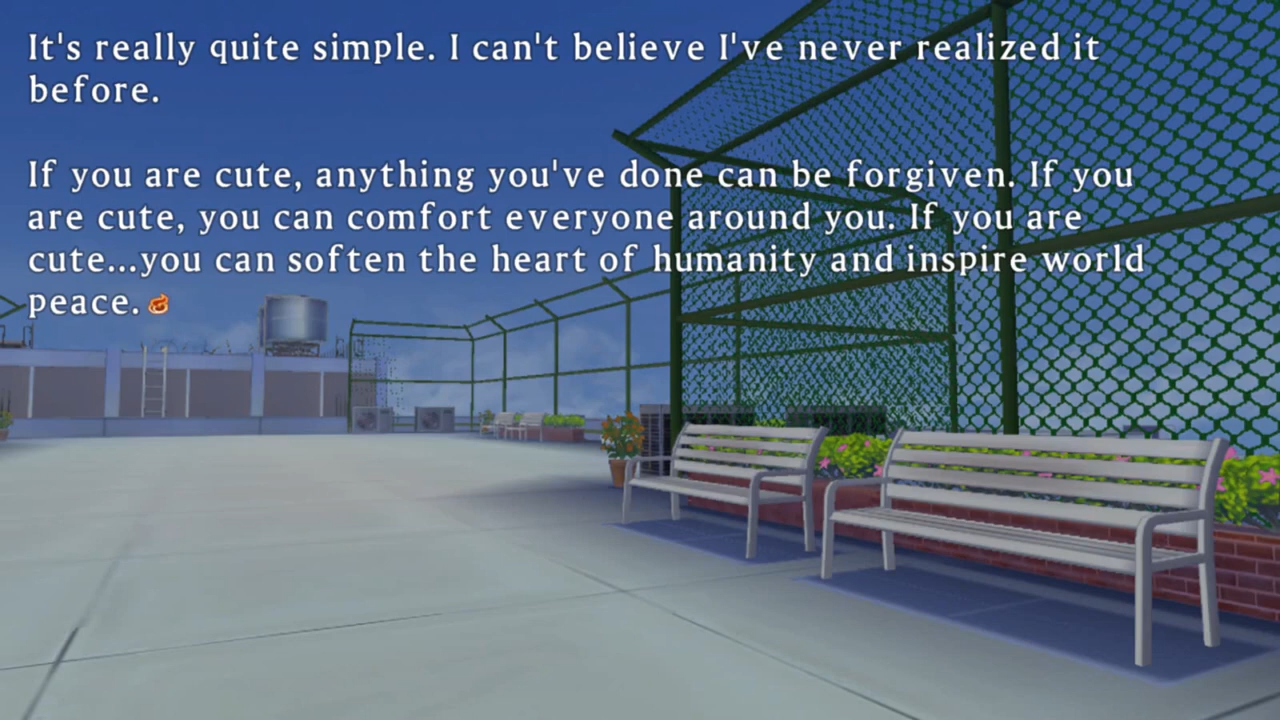 It's really quite simple. I can't believe I've never realized it
before.
If you are cute, anything you've done can be forgiven. If you
are cute, you can comfort everyone around you. If you are
cute...you can soften the heart of humanity and inspire world
peace.